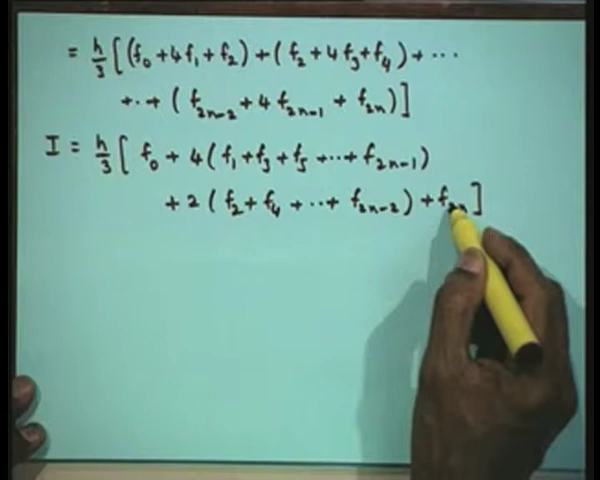 = h/3 [(f₀ + 4f₁ + f₂) + (f₂ + 4f₃ + f₄) + ⋯
+ ⋅⋅ + (f₂ₙ₋₂ + 4f₂ₙ₋₁ + f₂ₙ)]
I = h/3 [f₀ + 4(f₁ + f₃ + f₅ + ⋅⋅ + f₂ₙ₋₁)
+ 2(f₂ + f₄ + ⋅⋅ + f₂ₙ₋₂) + f₂ₙ]